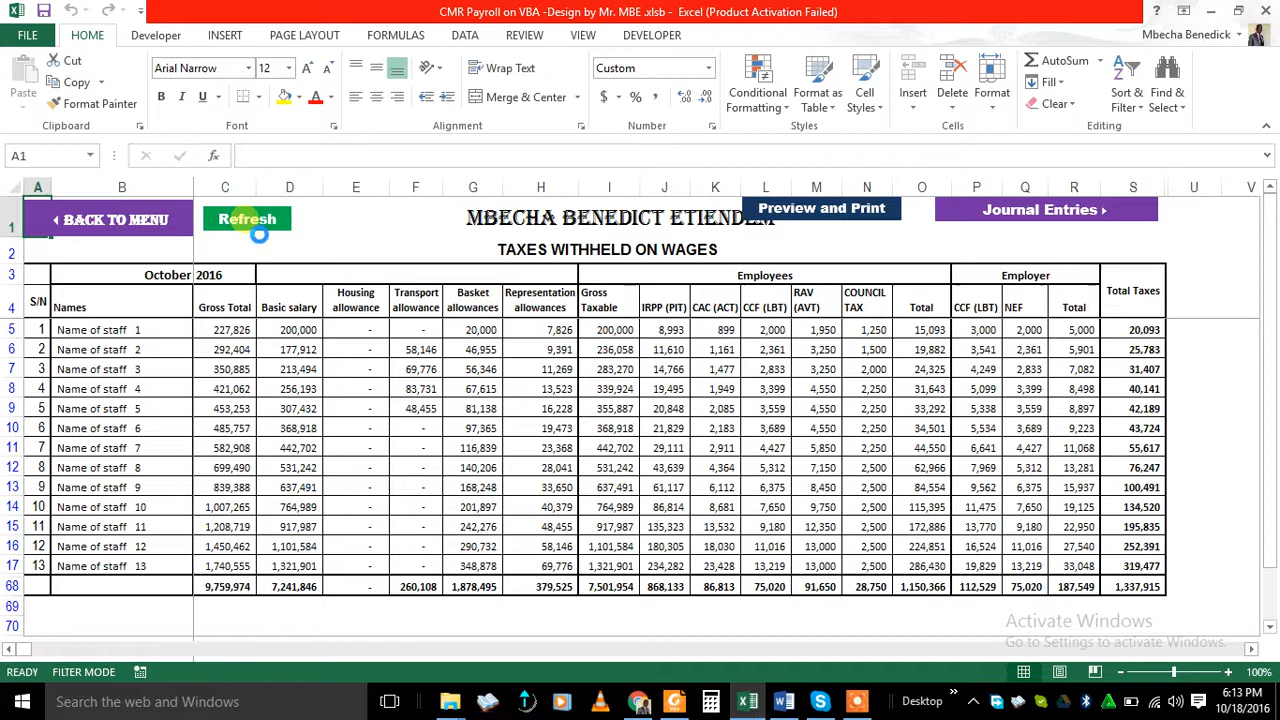 CMR Payroll on VBA -Design by Mr. MBE .xlsb - Excel (Product Activation Failed)
FILE HOME Developer INSERT PAGE LAYOUT FORMULAS DATA REVIEW VIEW DEVELOPER Mbecha Benedick
Paste Cut Copy Format Painter
Clipboard
Arial Narrow 12
B I U A
Font
Wrap Text
Merge & Center
Alignment
Custom
$ % ,
Number
Conditional Formatting Format as Table Cell Styles
Styles
Insert Delete Format
Cells
AutoSum Fill Clear Sort & Filter Find & Select
Editing
A1 fx
A B C D E F G H I J K L M N O P Q R S U V
1 BACK TO MENU Refresh MBECHA BENEDICT ETIENDEM Preview and Print Journal Entries
2 TAXES WITHHELD ON WAGES
3 October 2016 Employees Employer Total Taxes
4 S/N Names Gross Total Basic salary Housing allowance Transport allowance Basket allowances Representation allowances Gross Taxable IRPP (PIT) CAC (ACT) CCF (LBT) RAV (AVT) COUNCIL TAX Total CCF (LBT) NEF Total
5 1 Name of staff 1 227,826 200,000 - - 20,000 7,826 200,000 8,993 899 2,000 1,950 1,250 15,093 3,000 2,000 5,000 20,093
6 2 Name of staff 2 292,404 177,912 - 58,146 46,955 9,391 236,058 11,610 1,161 2,361 3,250 1,500 19,882 3,541 2,361 5,901 25,783
7 3 Name of staff 3 350,885 213,494 - 69,776 56,346 11,269 283,270 14,766 1,477 2,833 3,250 2,000 24,325 4,249 2,833 7,082 31,407
8 4 Name of staff 4 421,062 256,193 - 83,731 67,615 13,523 339,924 19,495 1,949 3,399 4,550 2,250 31,643 5,099 3,399 8,498 40,141
9 5 Name of staff 5 453,253 307,432 - 48,455 81,138 16,228 355,887 20,848 2,085 3,559 4,550 2,250 33,292 5,338 3,559 8,897 42,189
10 6 Name of staff 6 485,757 368,918 - - 97,365 19,473 368,918 21,829 2,183 3,689 4,550 2,250 34,501 5,534 3,689 9,223 43,724
11 7 Name of staff 7 582,908 442,702 - - 116,839 23,368 442,702 29,111 2,911 4,427 5,850 2,250 44,550 6,641 4,427 11,068 55,617
12 8 Name of staff 8 699,490 531,242 - - 140,206 28,041 531,242 43,639 4,364 5,312 7,150 2,500 62,966 7,969 5,312 13,281 76,247
13 9 Name of staff 9 839,388 637,491 - - 168,248 33,650 637,491 61,117 6,112 6,375 8,450 2,500 84,554 9,562 6,375 15,937 100,491
14 10 Name of staff 10 1,007,265 764,989 - - 201,897 40,379 764,989 86,814 8,681 7,650 9,750 2,500 115,395 11,475 7,650 19,125 134,520
15 11 Name of staff 11 1,208,719 917,987 - - 242,276 48,455 917,987 135,323 13,532 9,180 12,350 2,500 172,886 13,770 9,180 22,950 195,835
16 12 Name of staff 12 1,450,462 1,101,584 - - 290,732 58,146 1,101,584 180,305 18,030 11,016 13,000 2,500 224,851 16,524 11,016 27,540 252,391
17 13 Name of staff 13 1,740,555 1,321,901 - - 348,878 69,776 1,321,901 234,282 23,428 13,219 13,000 2,500 286,430 19,829 13,219 33,048 319,477
68 9,759,974 7,241,846 - 260,108 1,878,495 379,525 7,501,954 868,133 86,813 75,020 91,650 28,750 1,150,366 112,529 75,020 187,549 1,337,915
69
70
Activate Windows
Go to Settings to activate Windows.
READY FILTER MODE 100%
Search the web and Windows Desktop 6:13 PM
10/18/2016